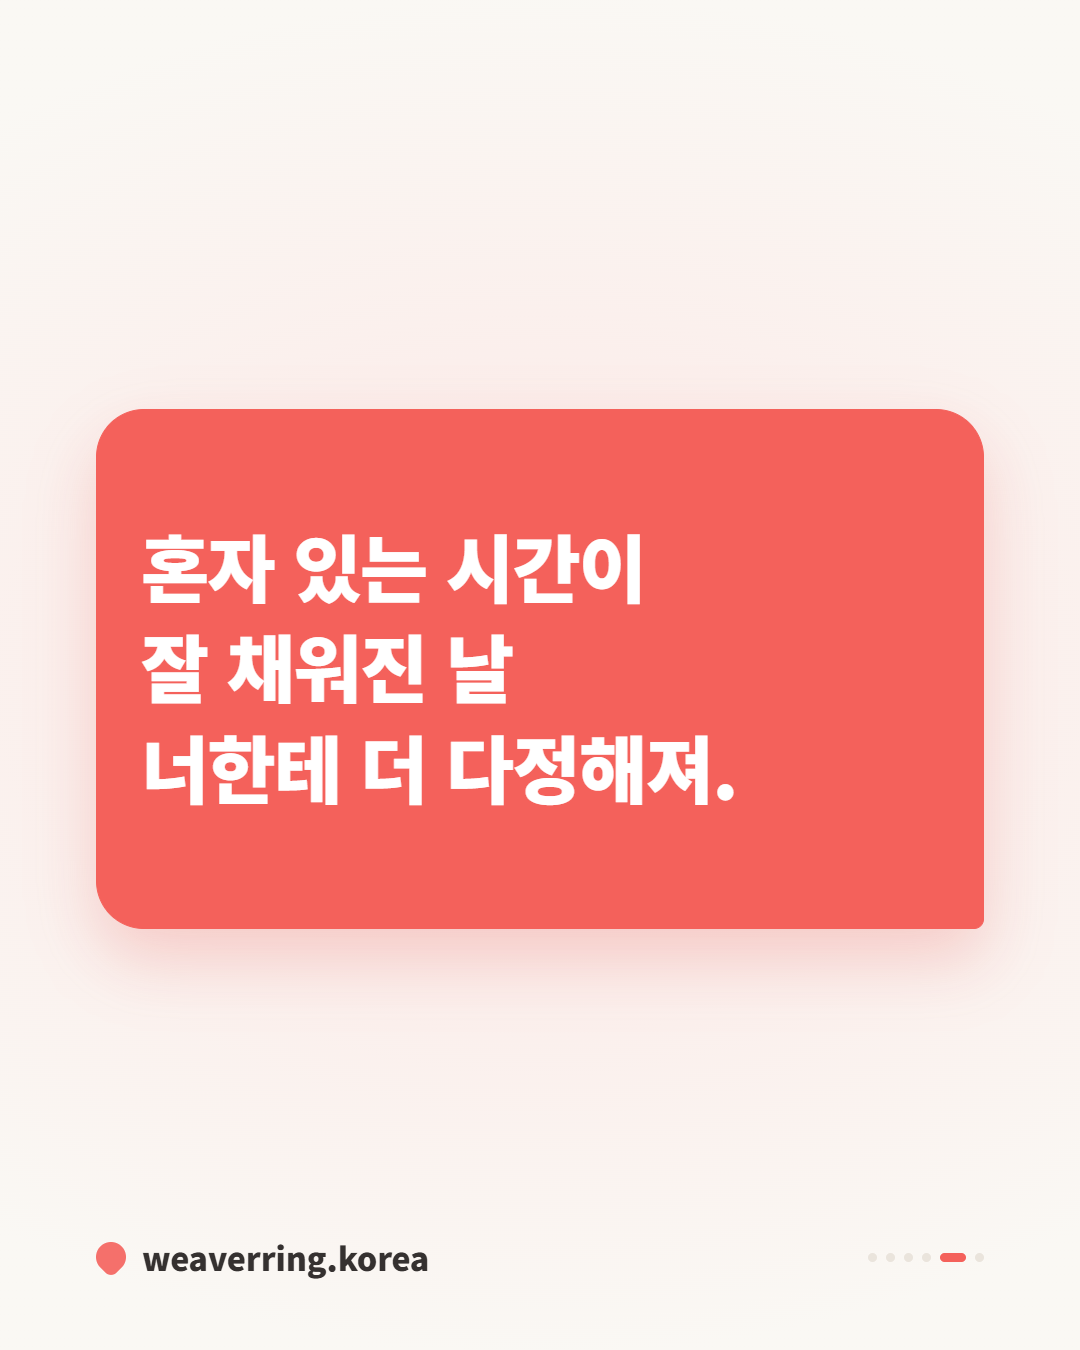 혼자 있는 시간이
잘 채워진 날
너한테 더 다정해져.
weaverring.korea